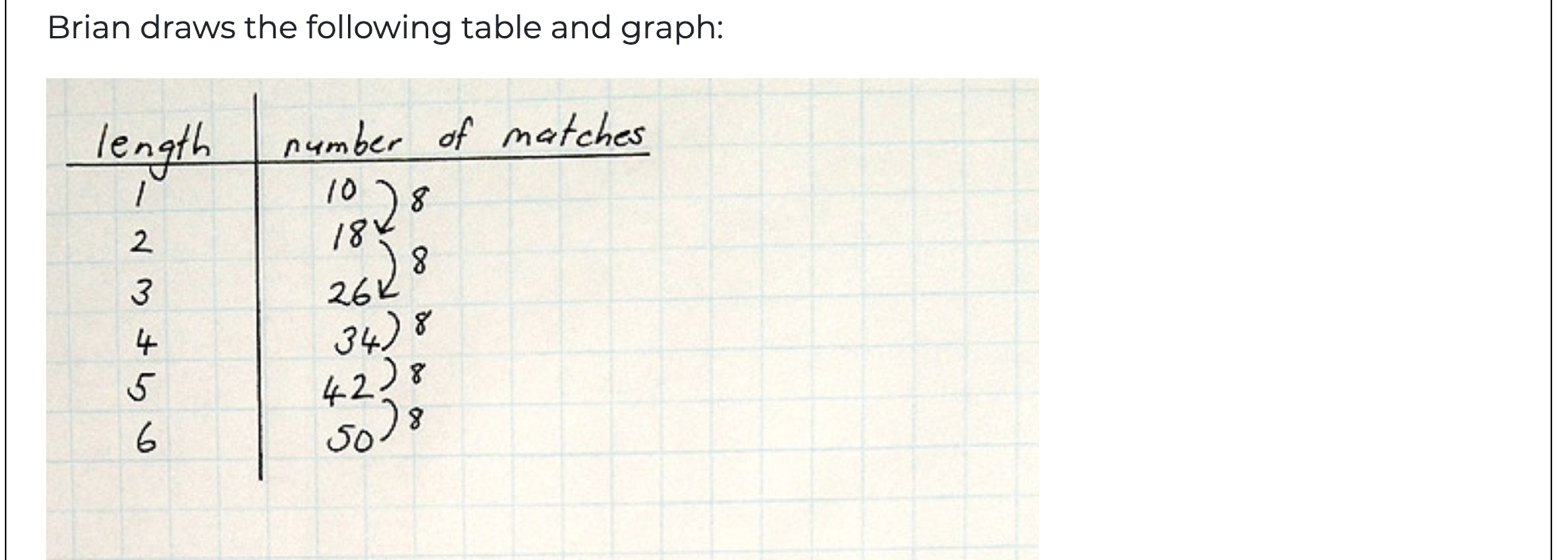 Brian draws the following table and graph:
length number of matches
1 10 8
2 18
8
3 26
4 34 8
5 42 8
6 50 8